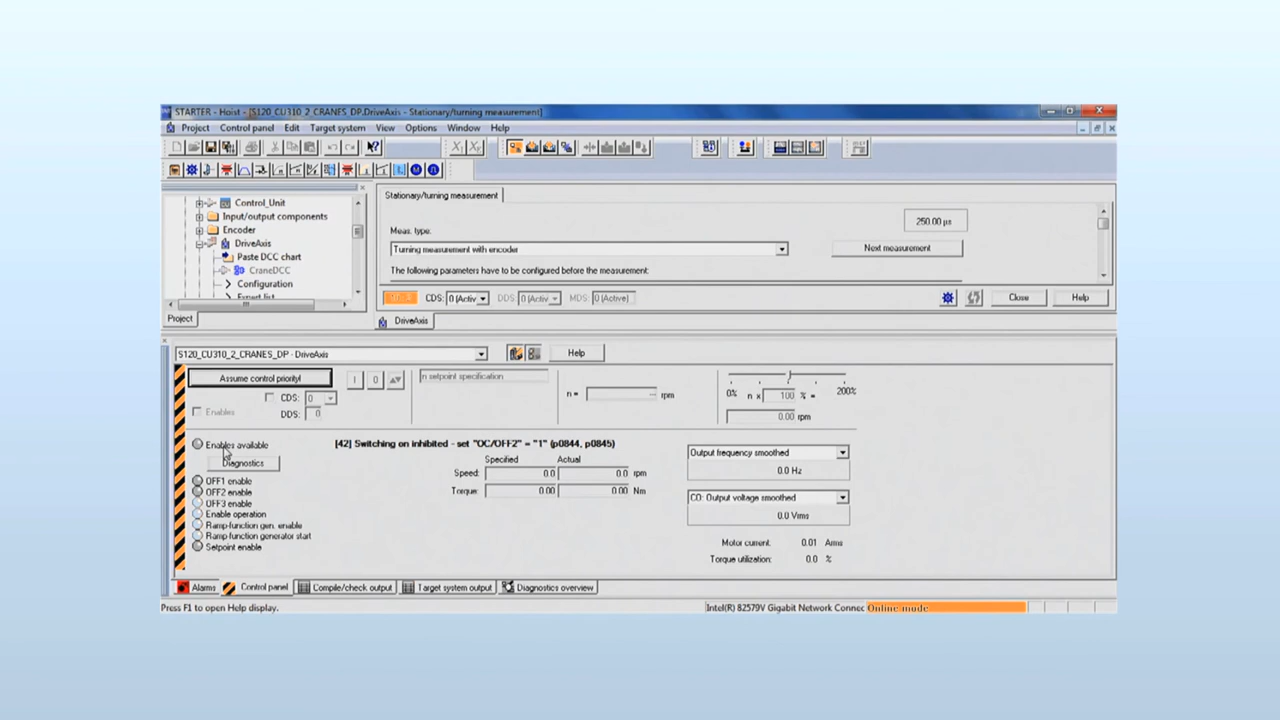 STARTER - Hoist - [S120_CU310_2_CRANES_DP.DriveAxis - Stationary/turning measurement]
Project Control panel Edit Target system View Options Window Help
Control_Unit
Input/output components
Encoder
DriveAxis
Paste DCC chart
CraneDCC
Configuration
Expert list
Project
Stationary/turning measurement
250.00 µs
Meas. type:
Turning measurement with encoder
Next measurement
The following parameters have to be configured before the measurement:
CDS: 0 (Activ DDS: 0 (Activ MDS: 0 (Active)
Close Help
DriveAxis
S120_CU310_2_CRANES_DP - DriveAxis
Help
Assume control priority!
I 0
CDS: 0
Enables
DDS: 0
n setpoint specification
n = -- rpm
0% n x 100 % = 200%
0.00 rpm
Enables available
Diagnostics
OFF1 enable
OFF2 enable
OFF3 enable
Enable operation
Ramp-function gen. enable
Ramp-function generator start
Setpoint enable
[42] Switching on inhibited - set "OC/OFF2" = "1" (p0844, p0845)
Specified Actual
Speed: 0.0 0.0 rpm
Torque: 0.00 0.00 Nm
Output frequency smoothed
0.0 Hz
CO: Output voltage smoothed
0.0 Vrms
Motor current: 0.01 Arms
Torque utilization: 0.0 %
Alarms Control panel Compile/check output Target system output Diagnostics overview
Press F1 to open Help display.
Intel(R) 82579V Gigabit Network Connec Online mode